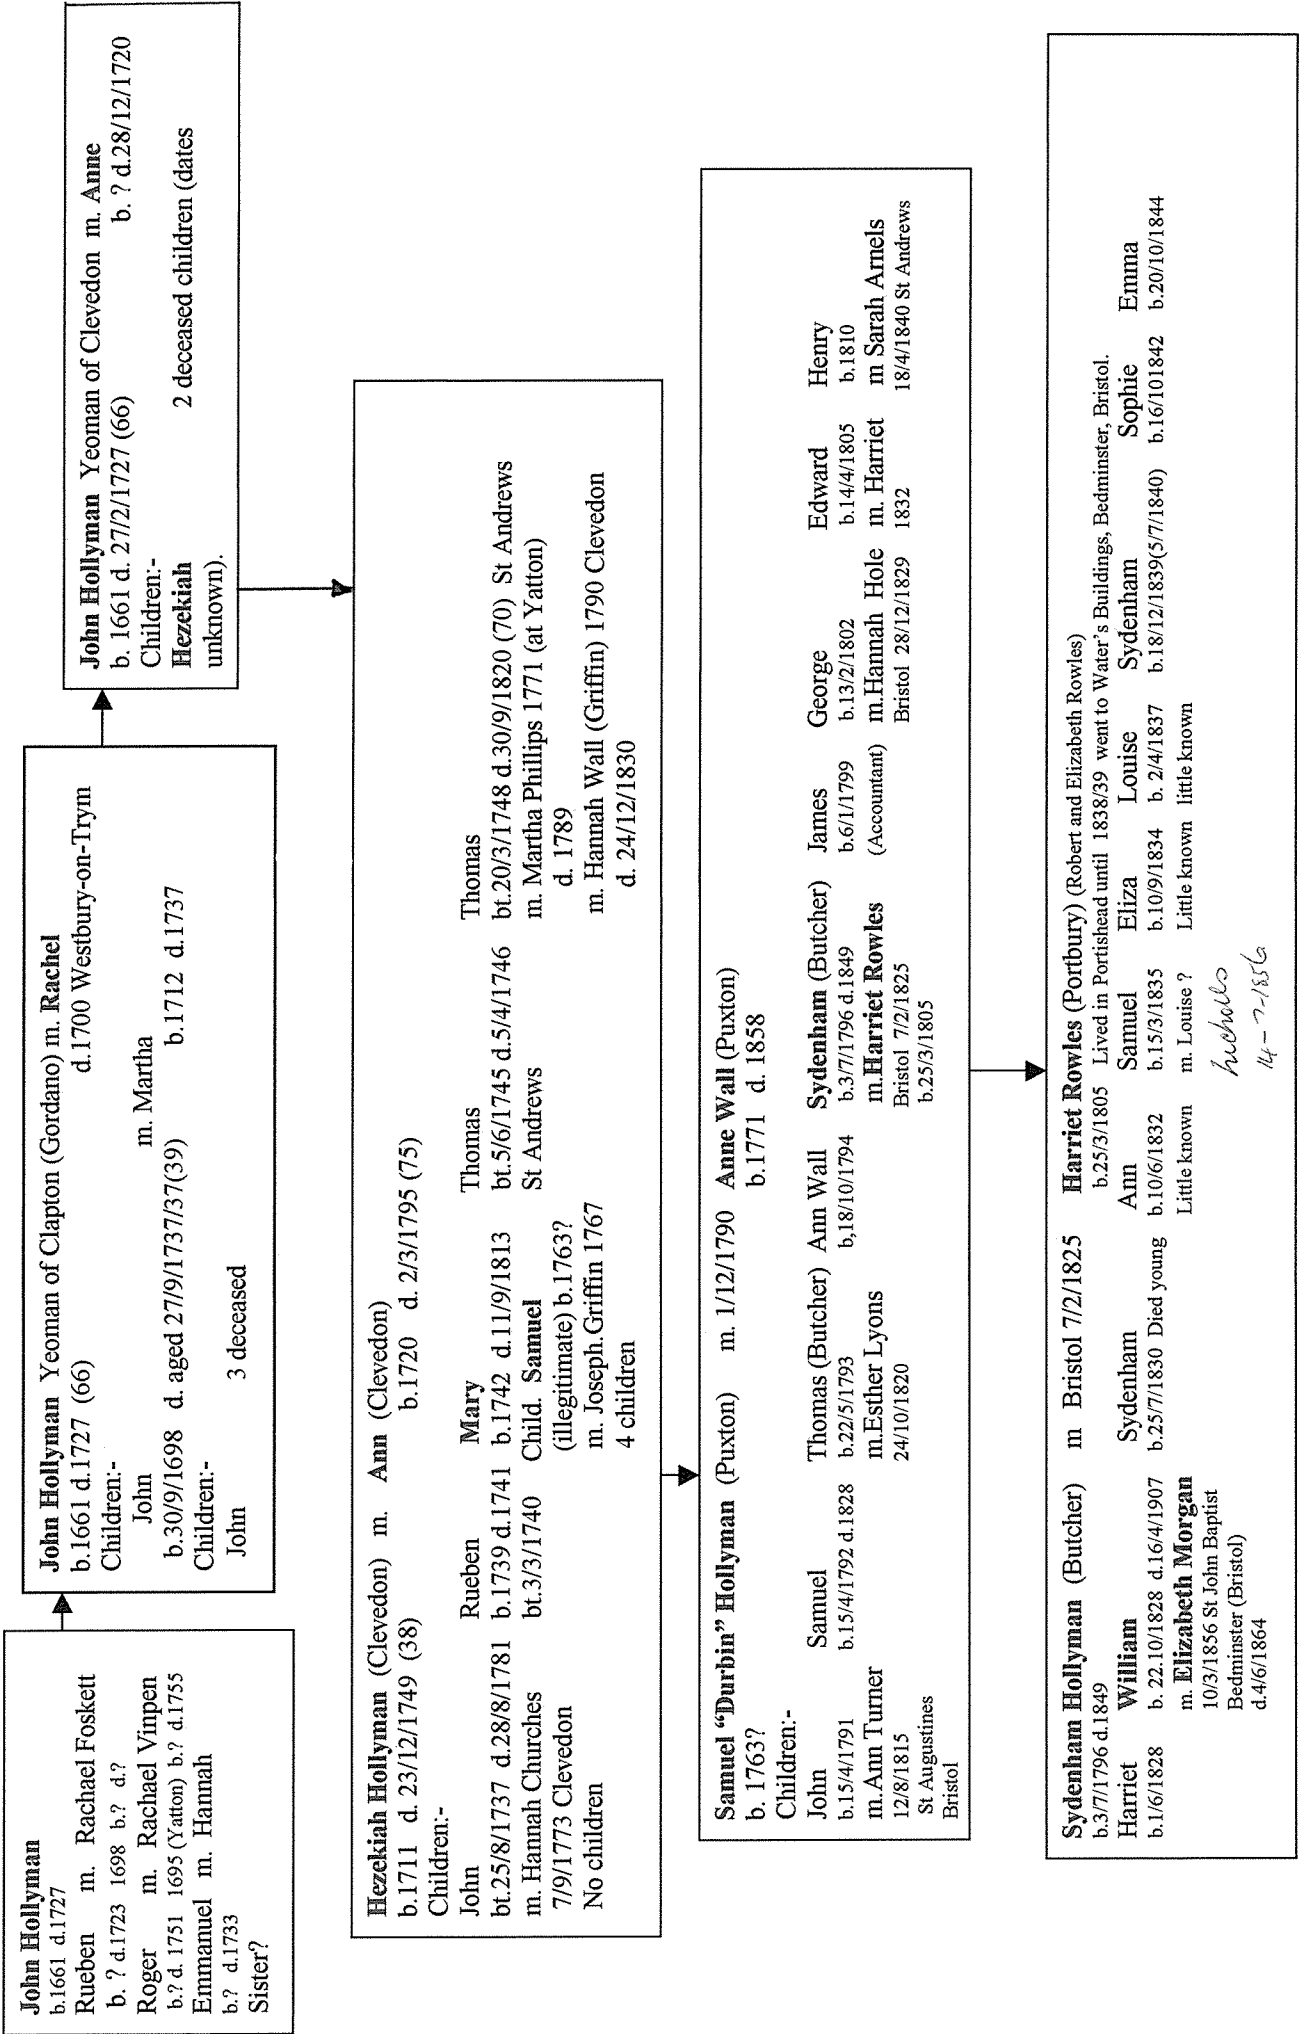 John Hollyman
b.1661 d.1727
Rueben m. Rachael Foskett
b. ? d.1723 1698 b.? d.?
Roger m. Rachael Vinpen
b.? d. 1751 1695 (Yatton) b.? d.1755
Emmanuel m. Hannah
b.? d.1733
Sister?
John Hollyman Yeoman of Clapton (Gordano) m. Rachel
b.1661 d.1727 (66) d.1700 Westbury-on-Trym
Children:-
John m. Martha
b.30/9/1698 d. aged 27/9/1737/37(39) b.1712 d.1737
Children:-
John 3 deceased
John Hollyman Yeoman of Clevedon m. Anne
b. 1661 d. 27/2/1727 (66) b. ? d.28/12/1720
Children:-
Hezekiah 2 deceased children (dates
unknown).
Hezekiah Hollyman (Clevedon) m. Ann (Clevedon)
b.1711 d. 23/12/1749 (38) b.1720 d. 2/3/1795 (75)
Children:-
John Rueben Mary Thomas Thomas
bt.25/8/1737 d.28/8/1781 b.1739 d.1741 b.1742 d.11/9/1813 bt.5/6/1745 d.5/4/1746 bt.20/3/1748 d.30/9/1820 (70) St Andrews
m. Hannah Churches bt.3/3/1740 Child. Samuel St Andrews m. Martha Phillips 1771 (at Yatton)
7/9/1773 Clevedon (illegitimate) b.1763? d. 1789
No children m. Joseph.Griffin 1767 m. Hannah Wall (Griffin) 1790 Clevedon
4 children d. 24/12/1830
Samuel “Durbin” Hollyman (Puxton) m. 1/12/1790 Anne Wall (Puxton)
b. 1763? b.1771 d. 1858
Children:-
John Samuel Thomas (Butcher) Ann Wall Sydenham (Butcher) James George Edward Henry
b.15/4/1791 b.15/4/1792 d.1828 b.22/5/1793 b,18/10/1794 b.3/7/1796 d.1849 b.6/1/1799 b.13/2/1802 b.14/4/1805 b.1810
m.Ann Turner m.Esther Lyons m.Harriet Rowles (Accountant) m.Hannah Hole m. Harriet m Sarah Arnels
12/8/1815 24/10/1820 Bristol 7/2/1825 Bristol 28/12/1829 1832 18/4/1840 St Andrews
St Augustines b.25/3/1805
Bristol
Sydenham Hollyman (Butcher) m Bristol 7/2/1825 Harriet Rowles (Portbury) (Robert and Elizabeth Rowles)
b.3/7/1796 d.1849 b.25/3/1805 Lived in Portishead until 1838/39 went to Water's Buildings, Bedminster, Bristol.
Harriet William Sydenham Ann Samuel Eliza Louise Sydenham Sophie Emma
b.1/6/1828 b. 22.10/1828 d.16/4/1907 b.25/7/1830 Died young b.10/6/1832 b.15/3/1835 b.10/9/1834 b. 2/4/1837 b.18/12/1839(5/7/1840) b.16/101842 b.20/10/1844
m. Elizabeth Morgan Little known m. Louise ? Little known little known
10/3/1856 St John Baptist
Bedminster (Bristol)
d.4/6/1864
Nicholls
14-7-1856